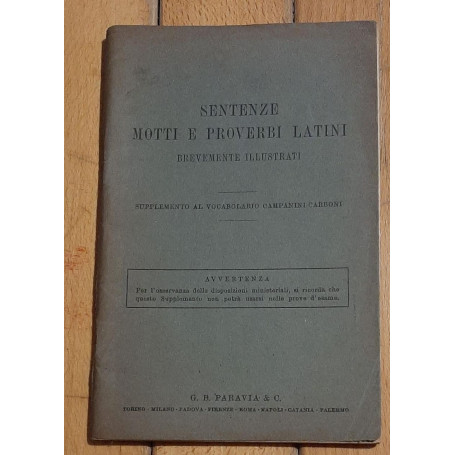 SENTENZE
MOTTI E PROVERBI LATINI
BREVEMENTE ILLUSTRATI
SUPPLEMENTO AL VOCABOLARIO CAMPANINI CARBONI
AVVERTENZA
Per l'osservanza delle disposizioni ministeriali, si ricorda che
questo Supplemento non potrà usarsi nelle prove d'esame.
G. B. PARAVIA & C.
TORINO - MILANO - PADOVA - FIRENZE - ROMA - NAPOLI - CATANIA - PALERMO